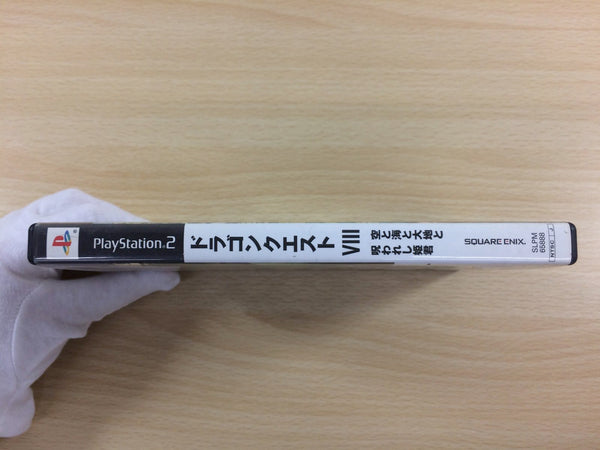 PlayStation.2
ドラゴンクエスト VIII
空と海と大地と
呪われし姫君
SQUARE ENIX.
SLPM
65888
NTSC J